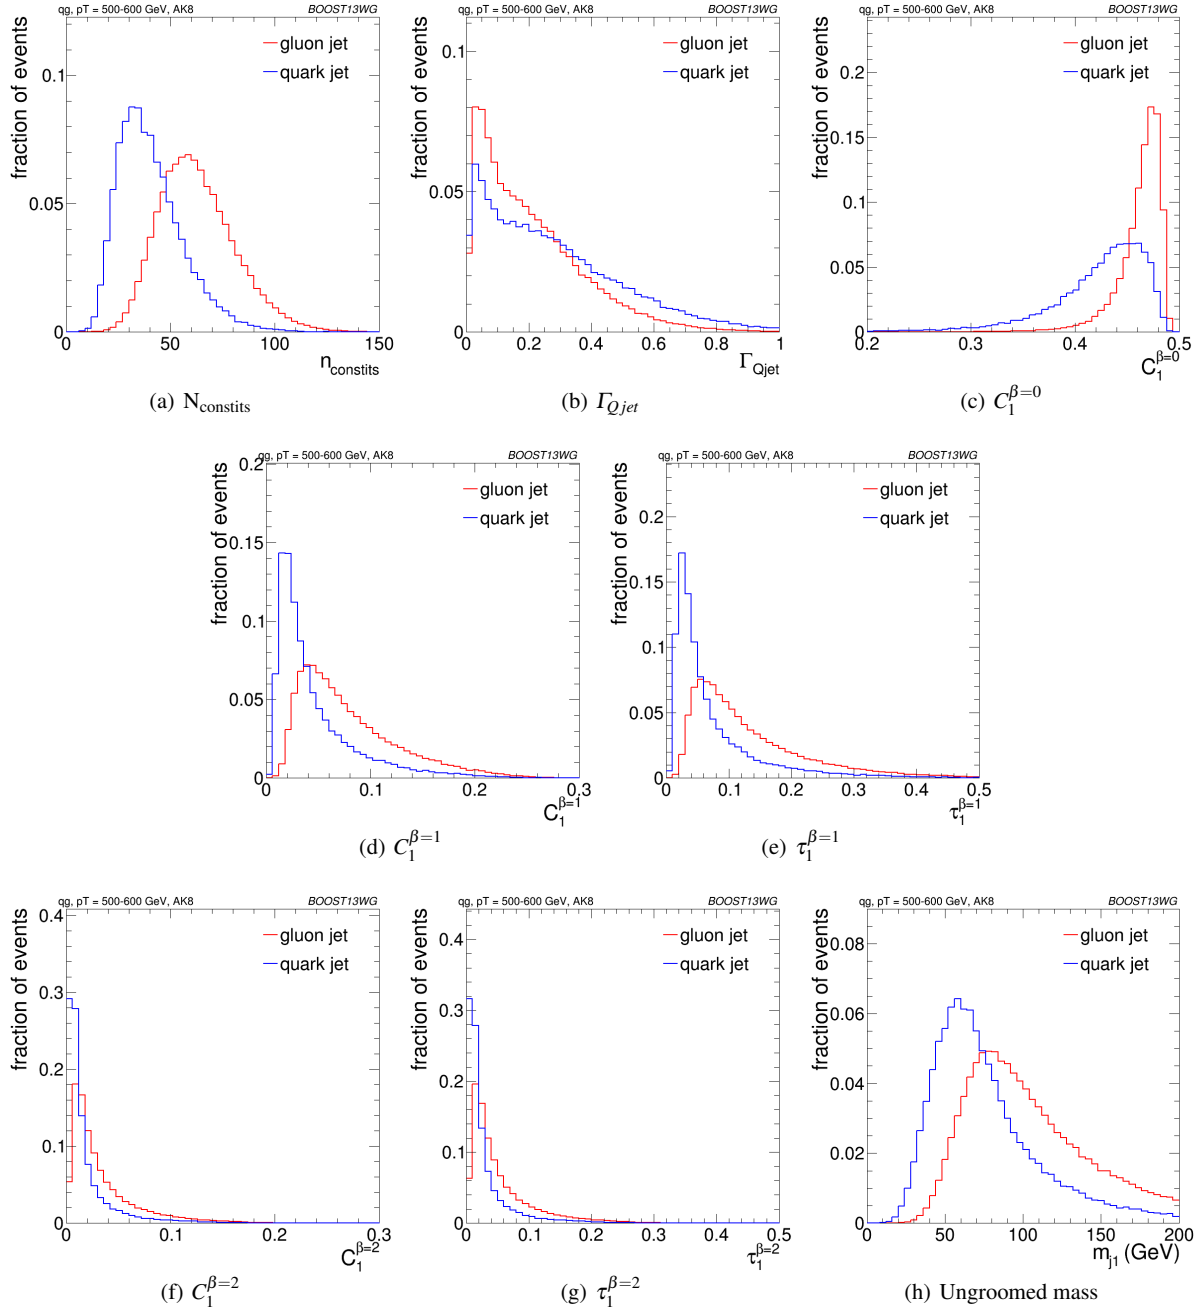 qg, pT = 500-600 GeV, AK8 BOOST13WG
fraction of events
gluon jet
quark jet
0.1
0.05
0
0 50 100 150
n_constits
(a) N_constits
qg, pT = 500-600 GeV, AK8 BOOST13WG
fraction of events
gluon jet
quark jet
0.1
0.05
0
0 0.2 0.4 0.6 0.8 1
Γ_Qjet
(b) Γ_Qjet
qg, pT = 500-600 GeV, AK8 BOOST13WG
fraction of events
gluon jet
quark jet
0.2
0.15
0.1
0.05
0
0.2 0.3 0.4 0.5
C_1^β=0
(c) C_1^β=0
qg, pT = 500-600 GeV, AK8 BOOST13WG
fraction of events
gluon jet
quark jet
0.2
0.15
0.1
0.05
0
0 0.1 0.2 0.3
C_1^β=1
(d) C_1^β=1
qg, pT = 500-600 GeV, AK8 BOOST13WG
fraction of events
gluon jet
quark jet
0.2
0.15
0.1
0.05
0
0 0.1 0.2 0.3 0.4 0.5
τ_1^β=1
(e) τ_1^β=1
qg, pT = 500-600 GeV, AK8 BOOST13WG
fraction of events
gluon jet
quark jet
0.4
0.3
0.2
0.1
0
0 0.1 0.2 0.3
C_1^β=2
(f) C_1^β=2
qg, pT = 500-600 GeV, AK8 BOOST13WG
fraction of events
gluon jet
quark jet
0.4
0.3
0.2
0.1
0
0 0.1 0.2 0.3 0.4 0.5
τ_1^β=2
(g) τ_1^β=2
qg, pT = 500-600 GeV, AK8 BOOST13WG
fraction of events
gluon jet
quark jet
0.08
0.06
0.04
0.02
0
0 50 100 150 200
m_j1 (GeV)
(h) Ungroomed mass